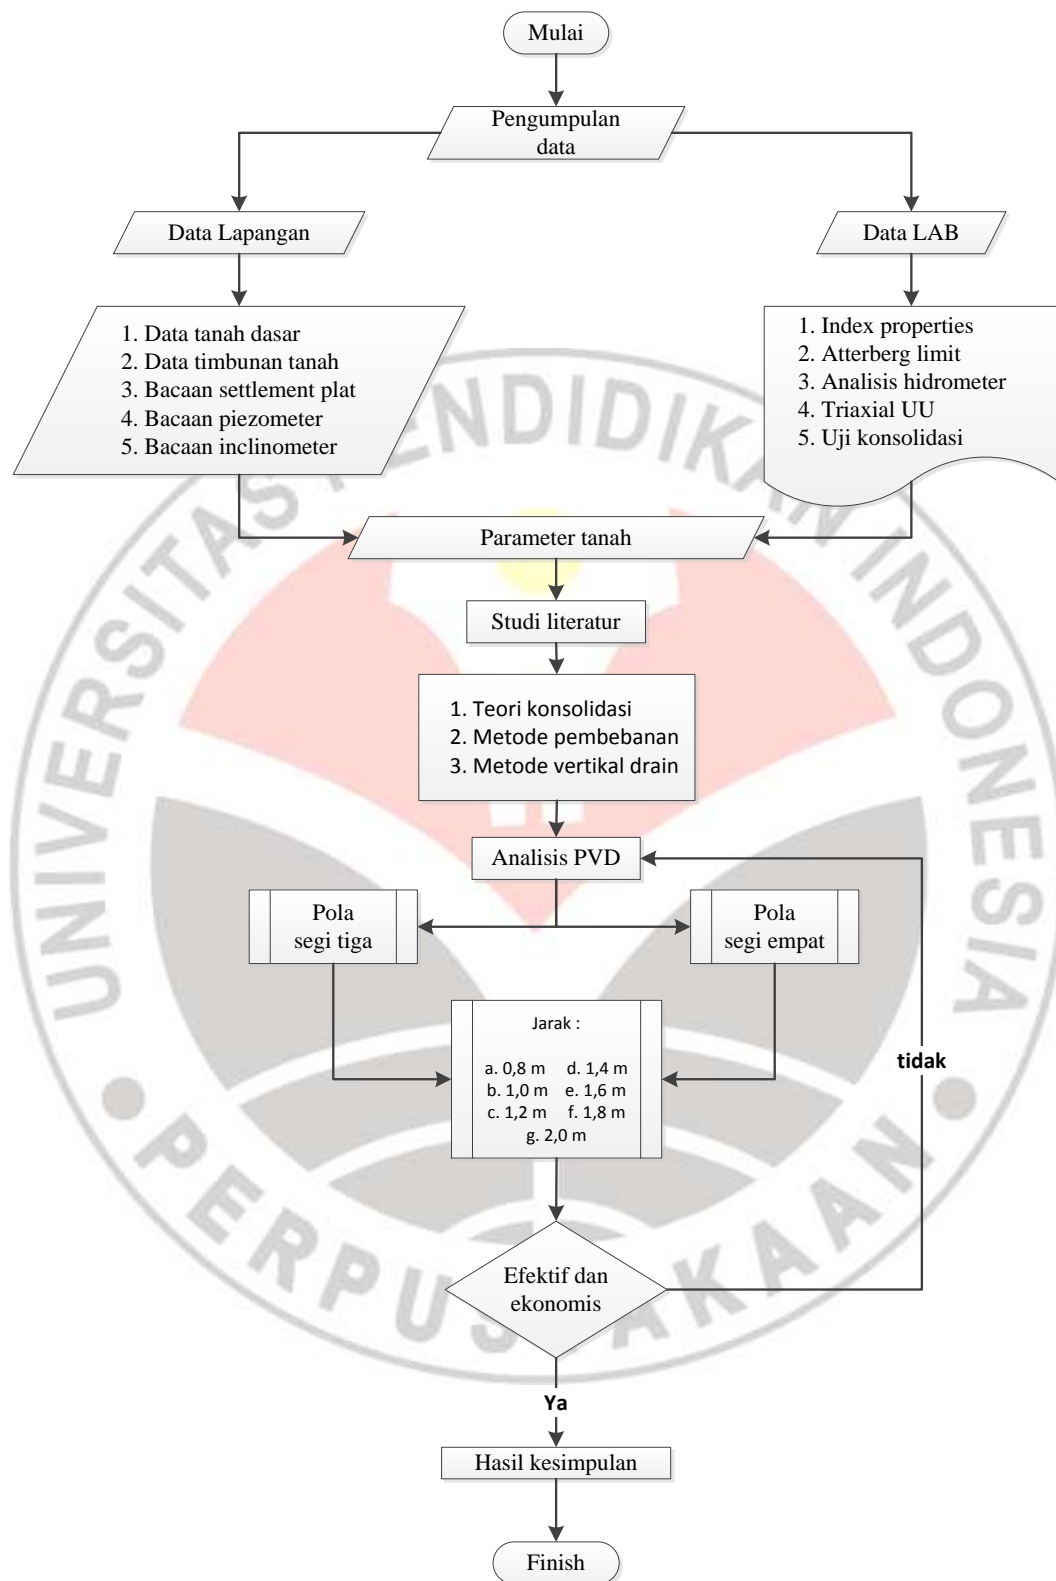 Mulai
Pengumpulan
data
Data Lapangan
Data LAB
1. Data tanah dasar
2. Data timbunan tanah
3. Bacaan settlement plat
4. Bacaan piezometer
5. Bacaan inclinometer
1. Index properties
2. Atterberg limit
3. Analisis hidrometer
4. Triaxial UU
5. Uji konsolidasi
Parameter tanah
Studi literatur
1. Teori konsolidasi
2. Metode pembebanan
3. Metode vertikal drain
Analisis PVD
Pola
segi tiga
Pola
segi empat
Jarak :
a. 0,8 m d. 1,4 m
b. 1,0 m e. 1,6 m
c. 1,2 m f. 1,8 m
g. 2,0 m
tidak
Efektif dan
ekonomis
Ya
Hasil kesimpulan
Finish
UNIVERSITAS PENDIDIKAN INDONESIA
PERPUSTAKAAN